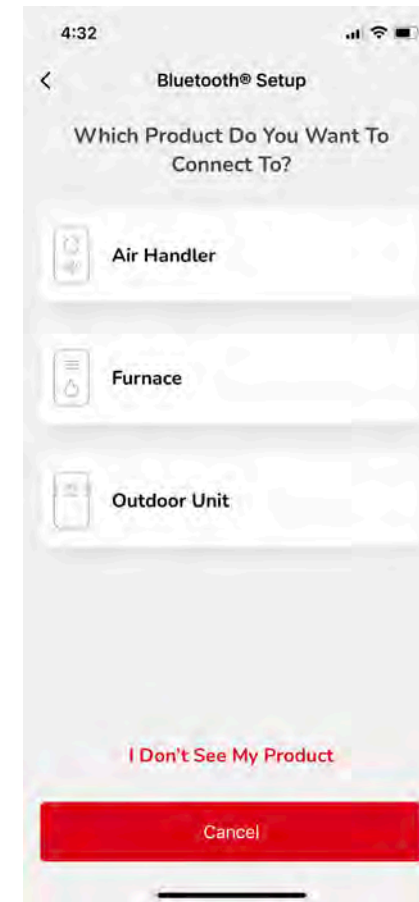 4:32
Bluetooth® Setup
Which Product Do You Want To
Connect To?
Air Handler
Furnace
Outdoor Unit
I Don't See My Product
Cancel